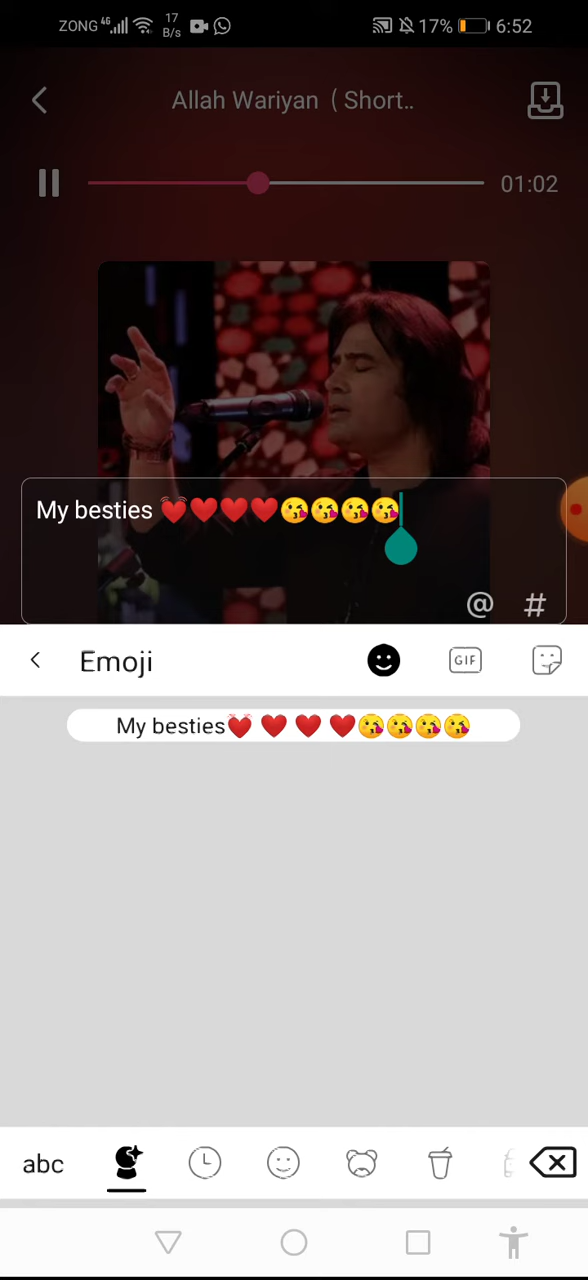 ZONG 4G 17 B/s 17% 6:52
Allah Wariyan ( Short..
01:02
My besties 💓❤️❤️❤️😘😘😘😘
@ #
Emoji GIF
My besties💓❤️❤️❤️😘😘😘😘
abc